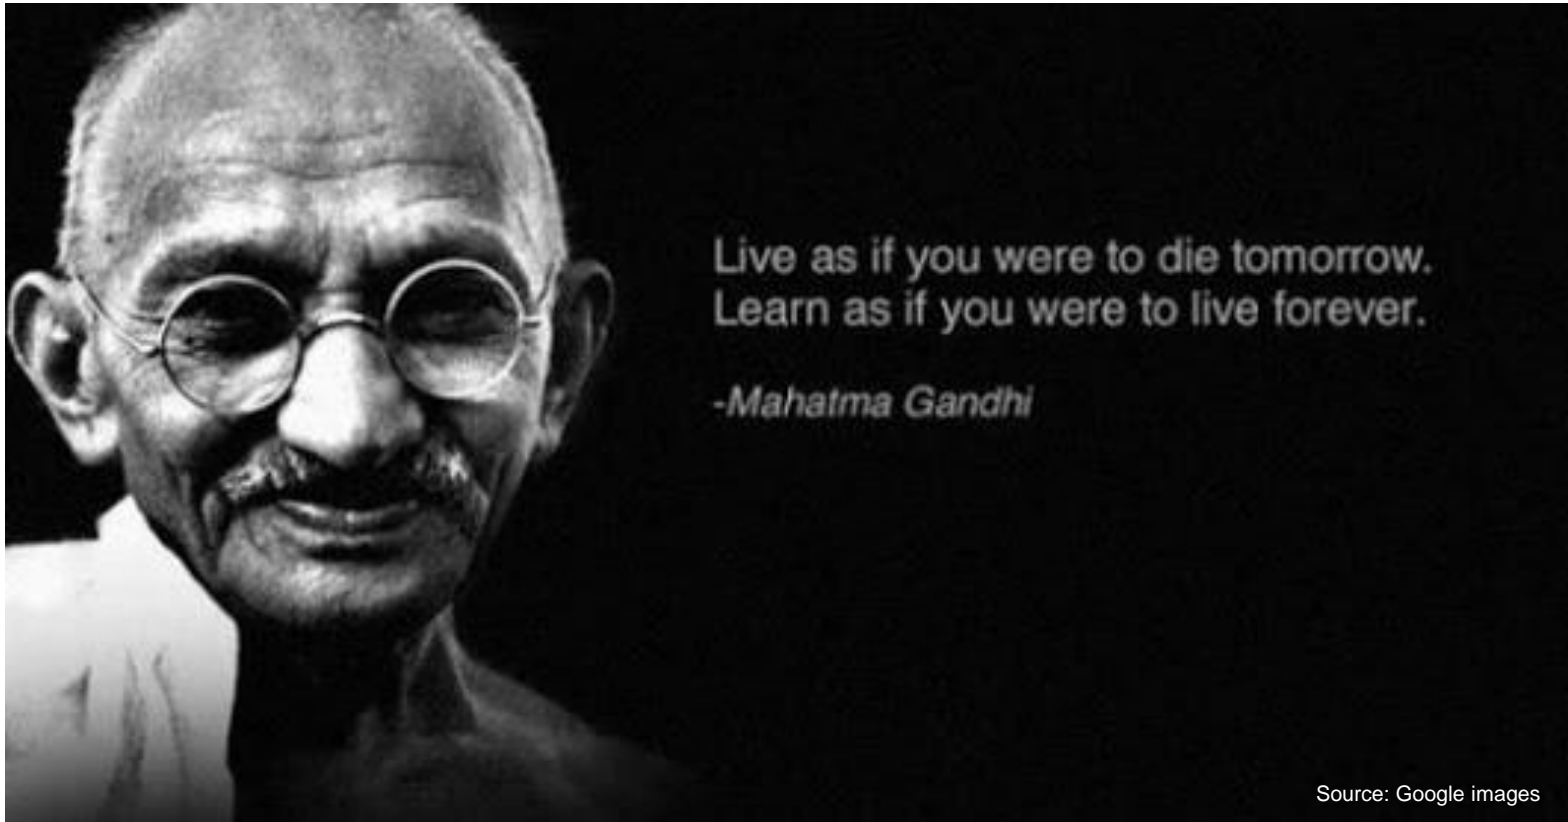 Live as if you were to die tomorrow.
Learn as if you were to live forever.
-Mahatma Gandhi
Source: Google images